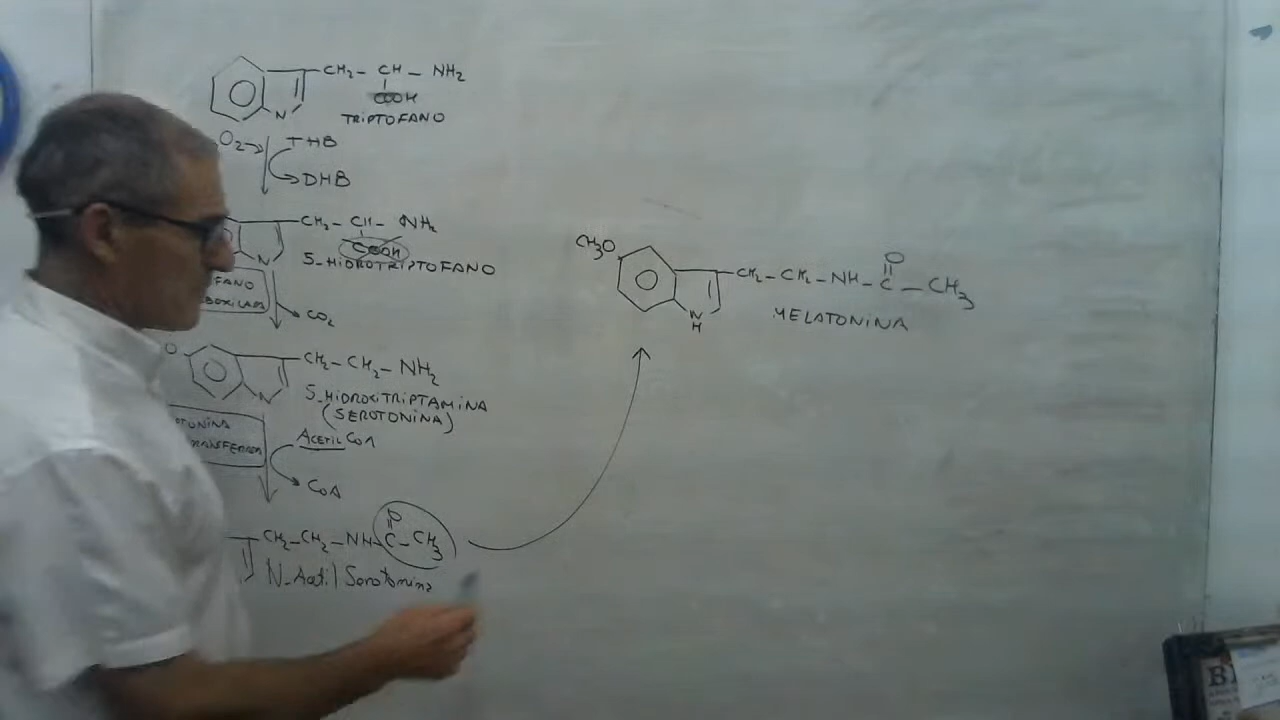 CH₂ - CH - NH₂
COOH
N
TRIPTOFANO
O₂ → THB
DHB
CH₂ - CH - NH₂
COOH
N
5-HIDROTRIPTOFANO
CO₂
O
CH₂ - CH₂ - NH₂
N
5-HIDROXITRIPTAMINA
(SEROTONINA)
ACETIL COA
COA
O
CH₂ - CH₂ - NH - C - CH₃
N-Acetil Serotonina
CH₃O
O
CH₂ - CH₂ - NH - C - CH₃
N
H
MELATONINA